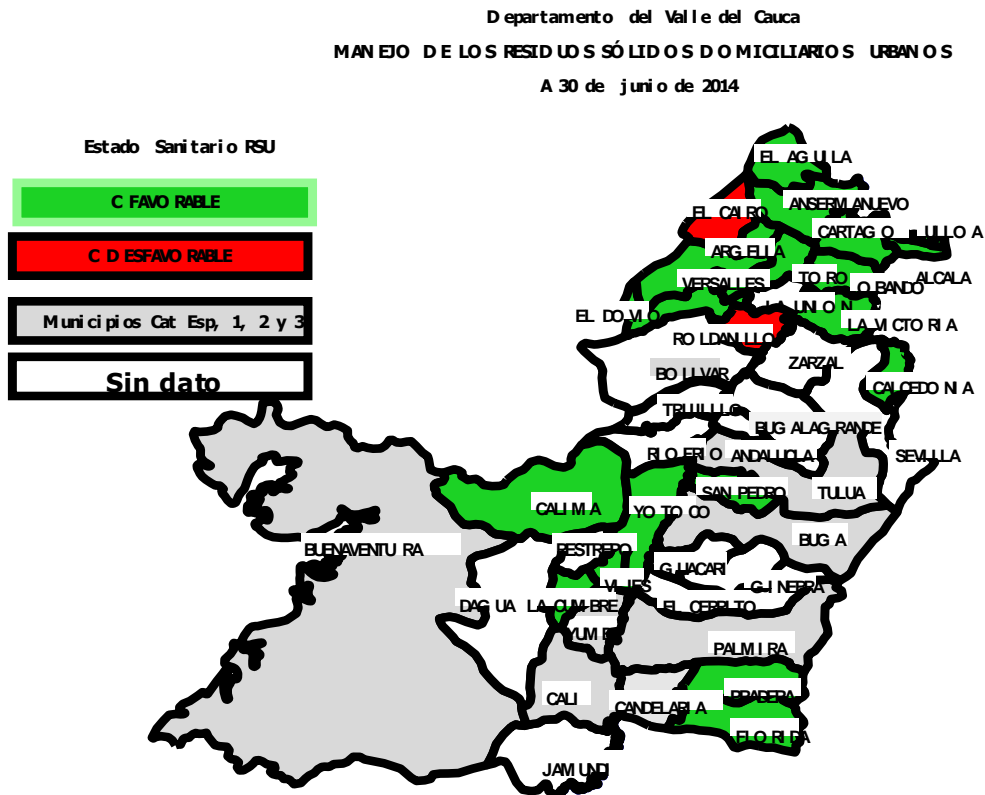 Departamento del Valle del Cauca
MANEJO DE LOS RESIDUOS SÓLIDOS DOMICILIARIOS URBANOS
A 30 de junio de 2014
Estado Sanitario RSU
C FAVORABLE
C DESFAVORABLE
Municipios Cat Esp, 1, 2 y 3
Sin dato
EL AGUILA
ANSERMANUEVO
EL CAIRO
CARTAGO
ULLOA
ARGELIA
ALCALA
TORO
OBANDO
VERSALLES
LA UNION
EL DOVIO
LA VICTORIA
ROLDANILLO
ZARZAL
BOLIVAR
CAICEDONIA
TRUJILLO
BUGALAGRANDE
RIOFRIO
ANDALUCIA
SEVILLA
SAN PEDRO
TULUA
CALIMA
YOTOCO
BUGA
BUENAVENTURA
RESTREPO
GUACARI
GINEBRA
VIJES
DAGUA
LA CUMBRE
EL CERRITO
YUMB
PALMIRA
PRADERA
CALI
CANDELARIA
FLORIDA
JAMUNDI